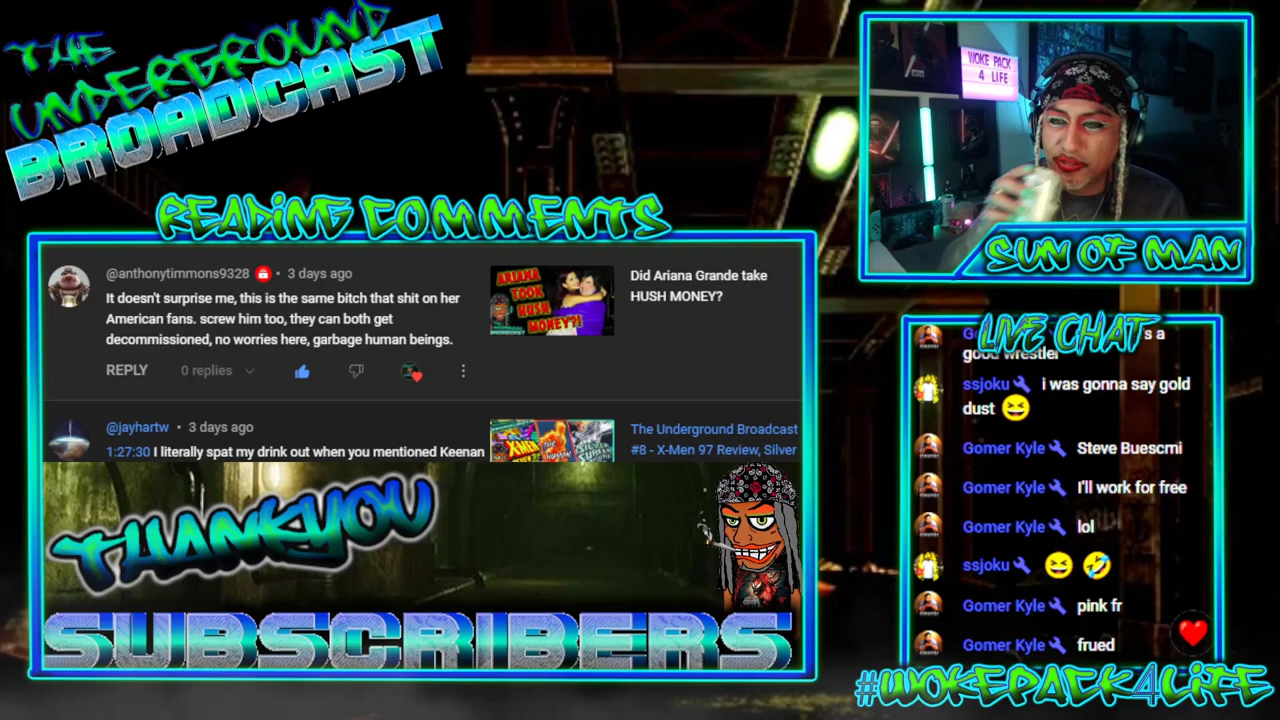 THE
UNDERGROUND
BROADCAST
WOKE PACK
4 LIFE
SUN OF MAN
READING COMMENTS
@anthonytimmons9328 • 3 days ago
It doesn't surprise me, this is the same bitch that shit on her
American fans. screw him too, they can both get
decommissioned, no worries here, garbage human beings.
REPLY 0 replies
ARIANA
TOOK
HUSH
MONEY?!
Did Ariana Grande take
HUSH MONEY?
@jayhartw • 3 days ago
1:27:30 I literally spat my drink out when you mentioned Keenan
X-MEN
The Underground Broadcast
#8 - X-Men 97 Review, Silver
THANKYOU
SUBSCRIBERS
LIVE CHAT
s a
good wrestler
ssjoku i was gonna say gold
dust 😆
Gomer Kyle Steve Buescmi
Gomer Kyle I'll work for free
Gomer Kyle lol
ssjoku 😆 🤣
Gomer Kyle pink fr
Gomer Kyle frued
#WOKEPACK4LIFE